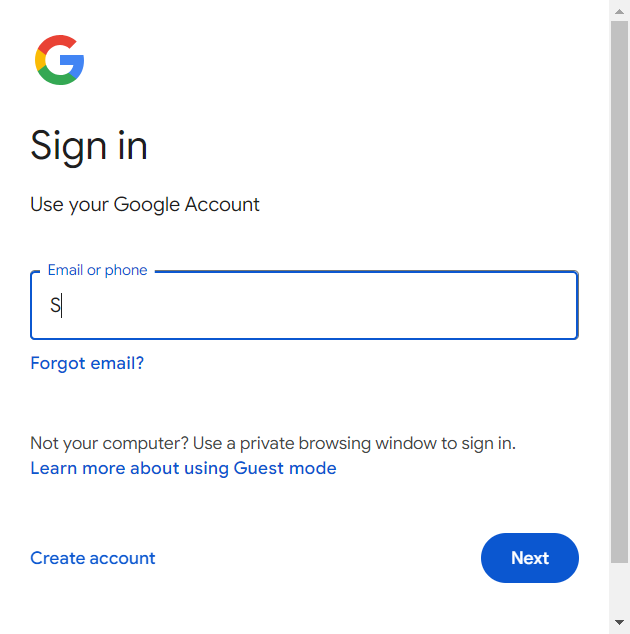 Sign in
Use your Google Account
Email or phone
S
Forgot email?
Not your computer? Use a private browsing window to sign in.
Learn more about using Guest mode
Create account
Next